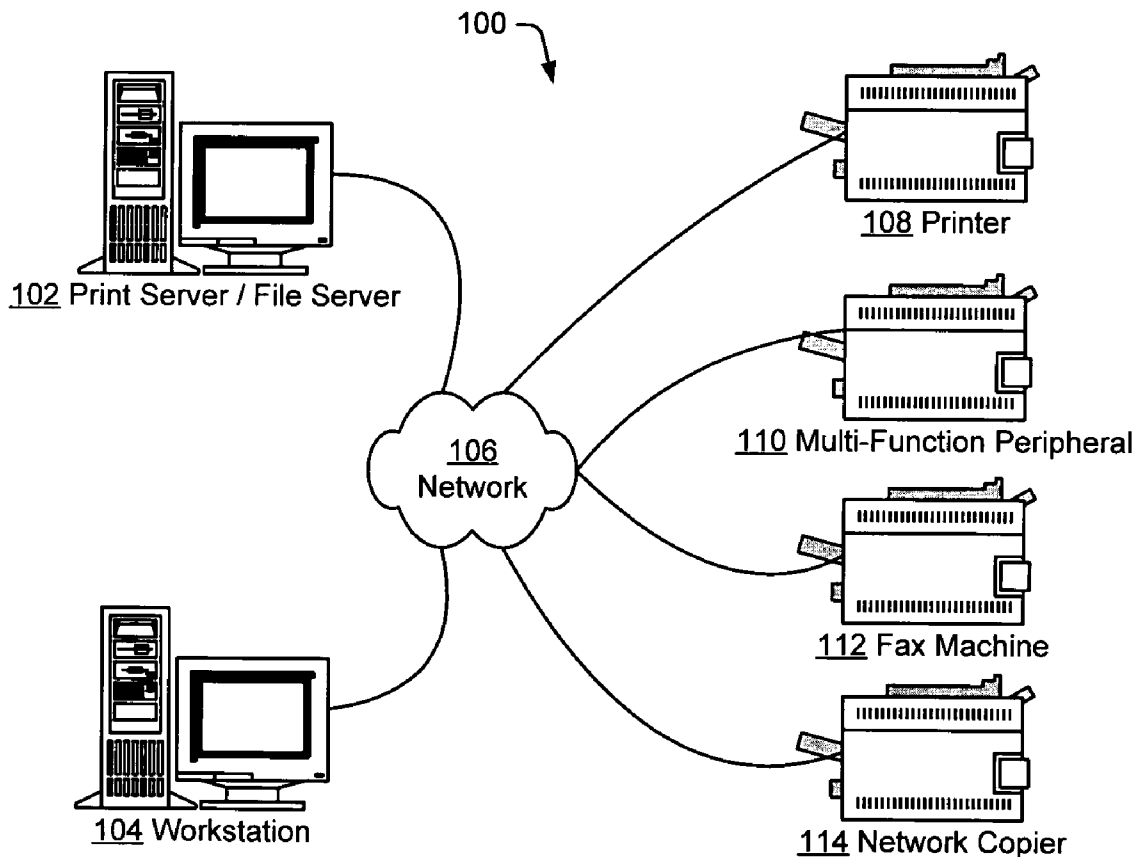 100
108 Printer
102 Print Server / File Server
110 Multi-Function Peripheral
106
Network
112 Fax Machine
104 Workstation
114 Network Copier